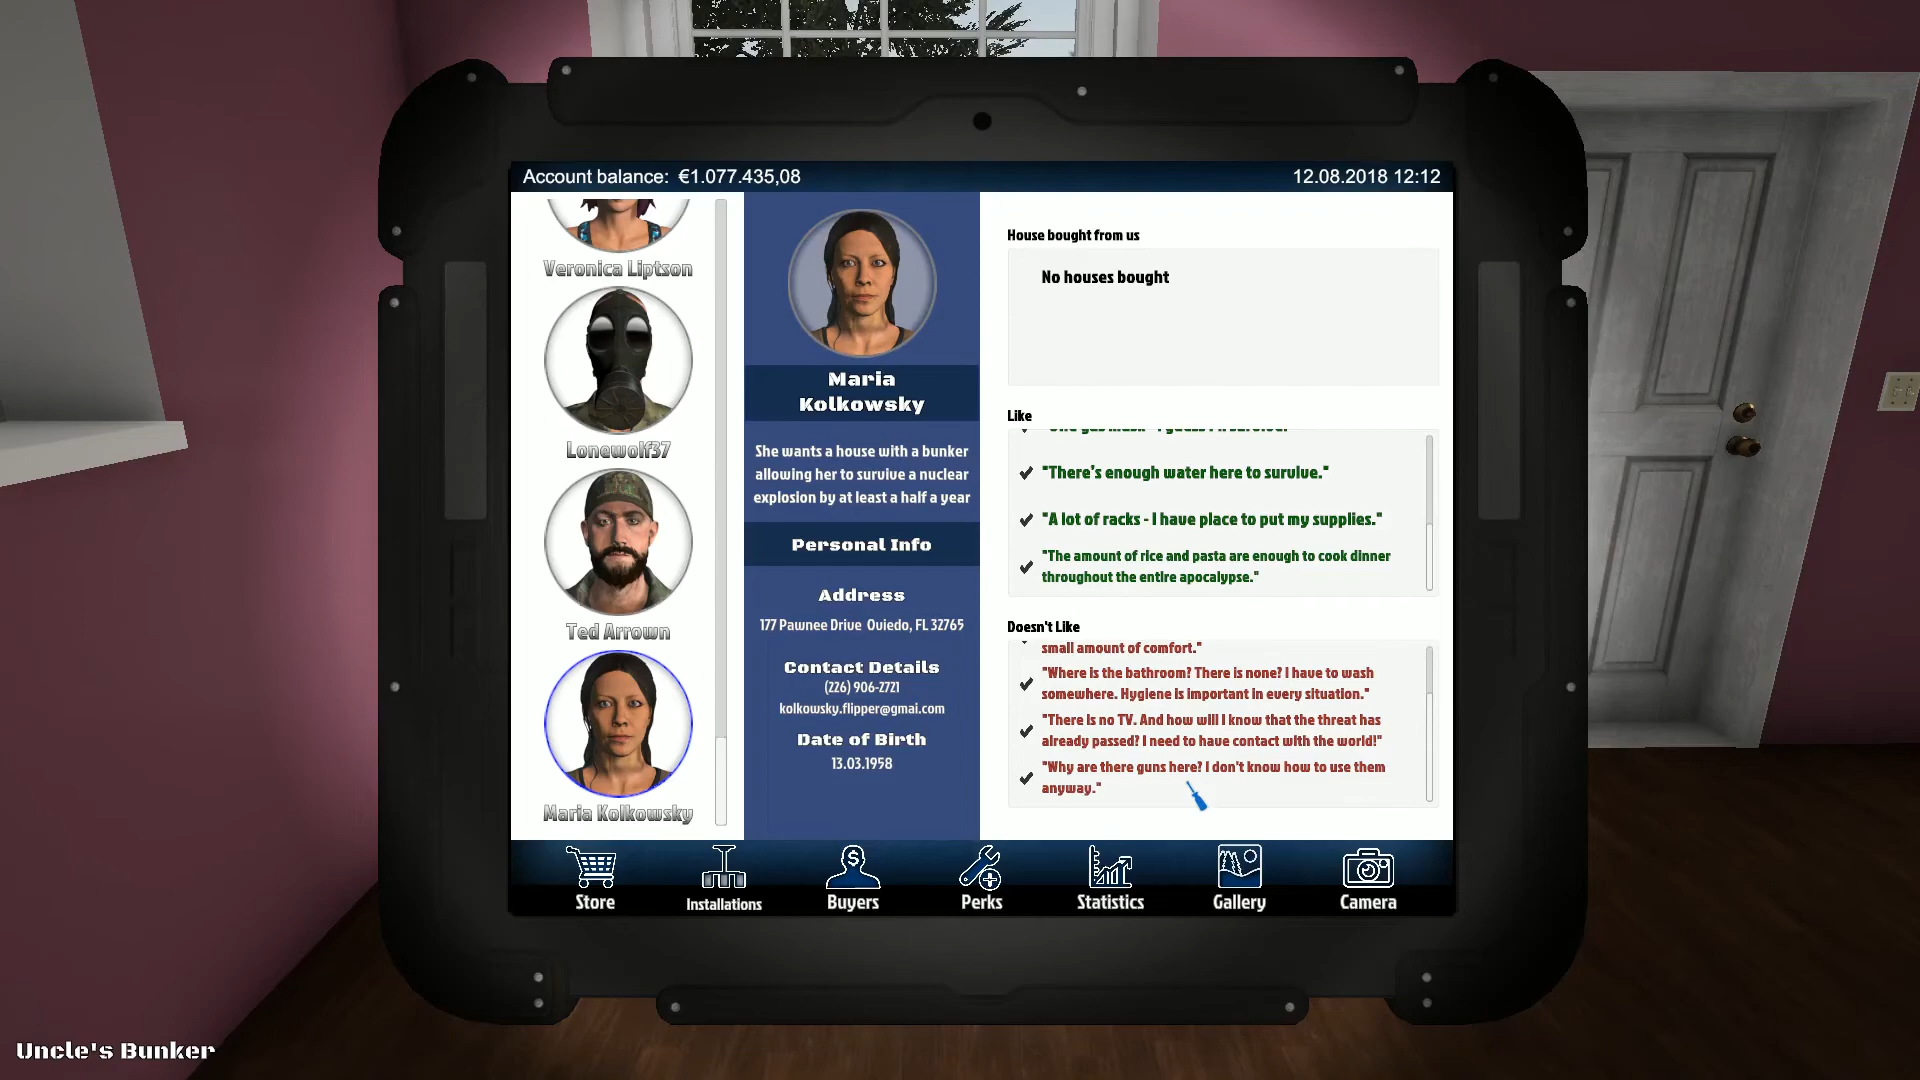 Account balance: €1.077.435,08
12.08.2018 12:12
Veronica Liptson
Lonewolf37
Ted Arrown
Maria Kolkowsky
Maria
Kolkowsky
She wants a house with a bunker
allowing her to survive a nuclear
explosion by at least a half a year
Personal Info
Address
177 Pawnee Drive Oviedo, FL 32765
Contact Details
(226) 906-2721
kolkowsky.flipper@gmai.com
Date of Birth
13.03.1958
House bought from us
No houses bought
Like
"There's enough water here to survive."
"A lot of racks - I have place to put my supplies."
"The amount of rice and pasta are enough to cook dinner
throughout the entire apocalypse."
Doesn't Like
small amount of comfort."
"Where is the bathroom? There is none? I have to wash
somewhere. Hygiene is important in every situation."
"There is no TV. And how will I know that the threat has
already passed? I need to have contact with the world!"
"Why are there guns here? I don't know how to use them
anyway."
Store
Installations
Buyers
Perks
Statistics
Gallery
Camera
Uncle's Bunker